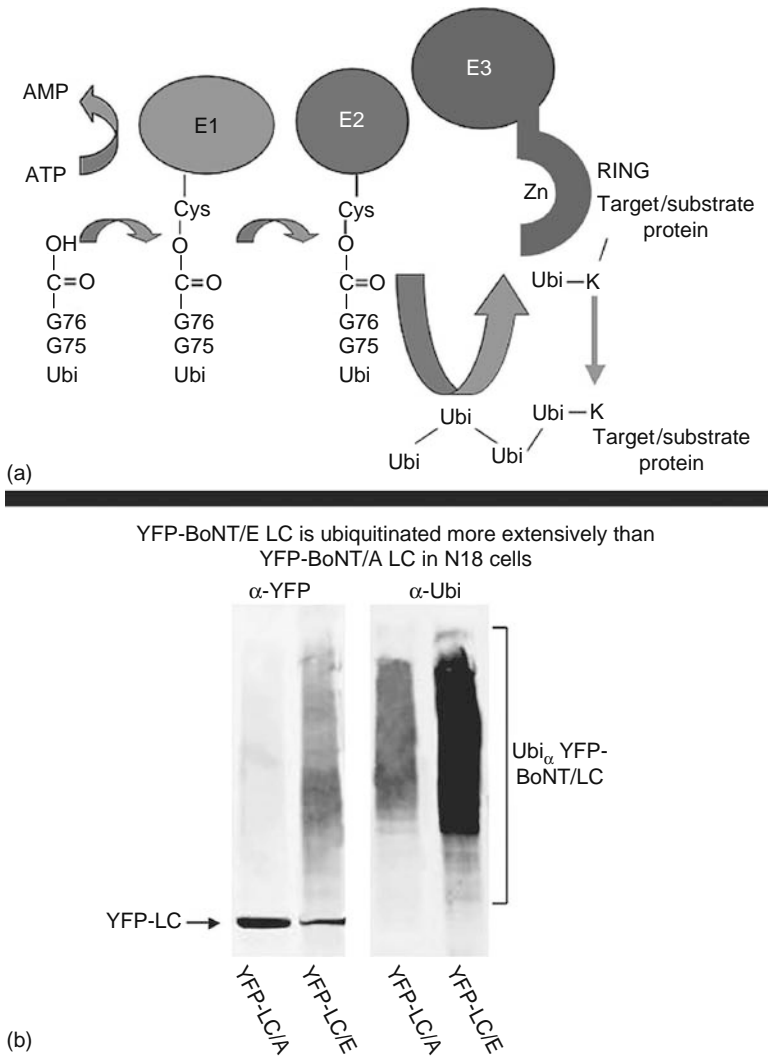 E3
AMP
E1
E2
ATP
Zn
RING
Cys
Cys
Target/substrate
protein
OH
O
O
C=O
C=O
C=O
Ubi–K
G76
G76
G76
G75
G75
G75
Ubi
Ubi
Ubi
Ubi
Ubi–K
Ubi
Ubi
Target/substrate
protein
(a)
YFP-BoNT/E LC is ubiquitinated more extensively than
YFP-BoNT/A LC in N18 cells
α-YFP
α-Ubi
Ubiα YFP-
BoNT/LC
YFP-LC
YFP-LC/A
YFP-LC/E
YFP-LC/A
YFP-LC/E
(b)